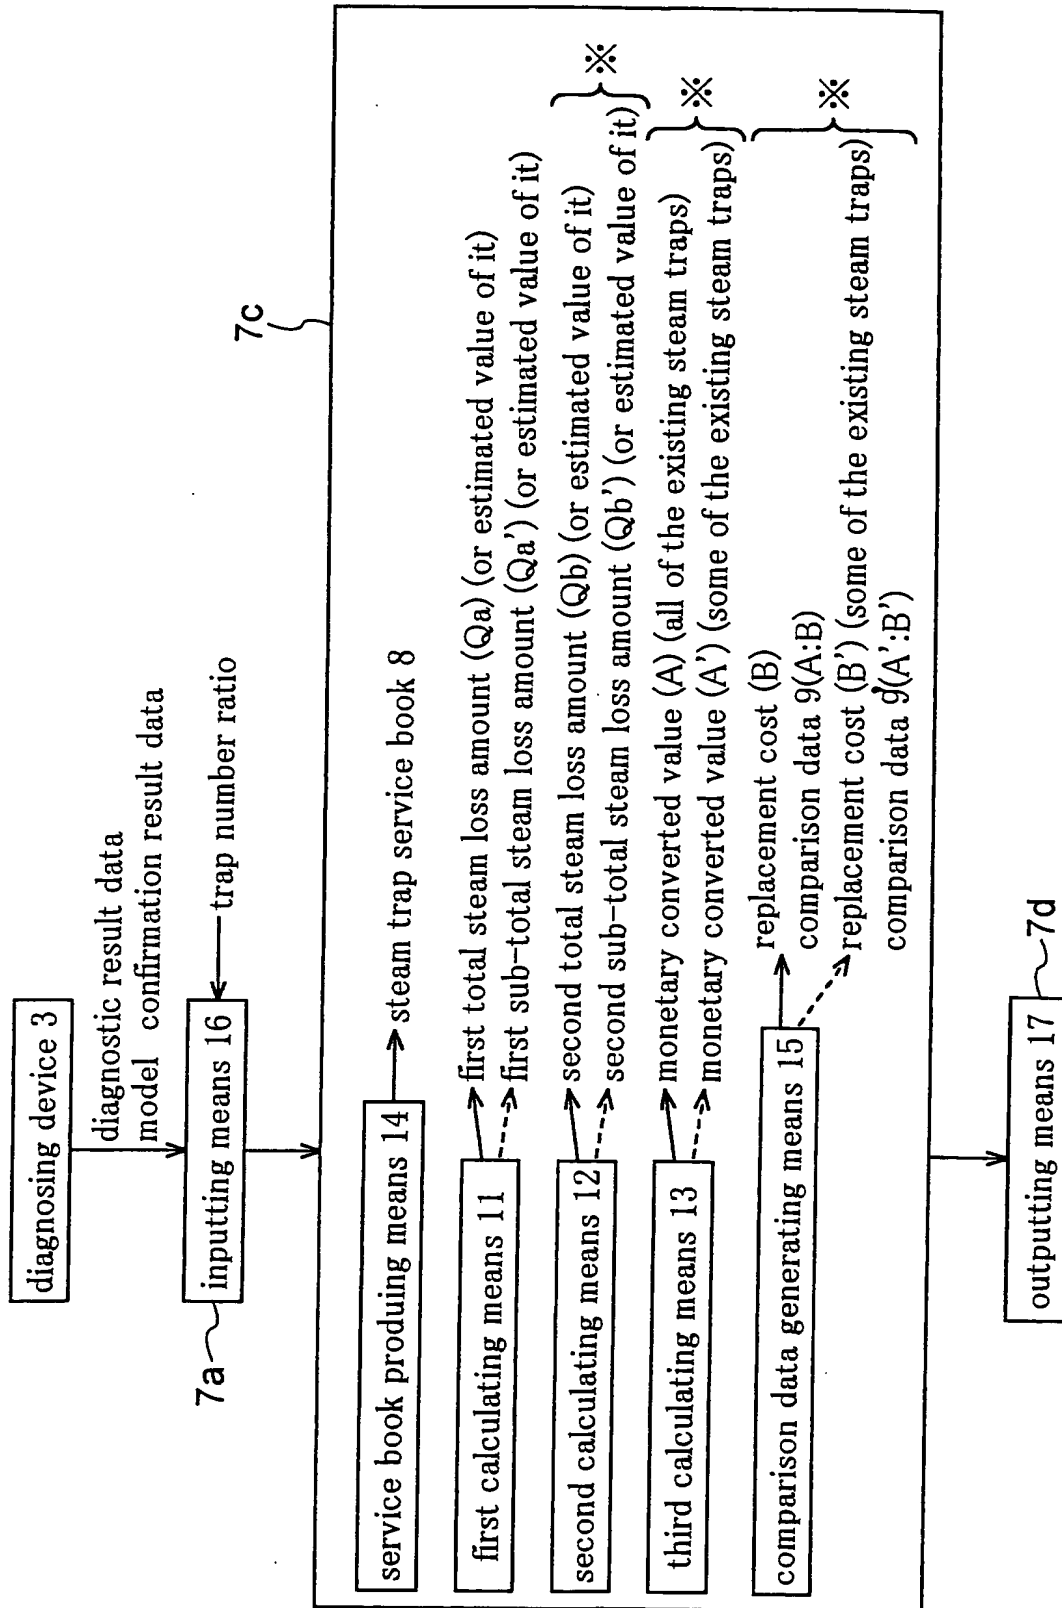 diagnosing device 3
diagnostic result data
model confirmation result data
7a
inputting means 16
trap number ratio
7c
service book produing means 14
steam trap service book 8
first calculating means 11
first total steam loss amount (Qa) (or estimated value of it)
first sub-total steam loss amount (Qa') (or estimated value of it)
second calculating means 12
second total steam loss amount (Qb) (or estimated value of it)
second sub-total steam loss amount (Qb') (or estimated value of it)
※
third calculating means 13
monetary converted value (A) (all of the existing steam traps)
monetary converted value (A') (some of the existing steam traps)
※
comparison data generating means 15
replacement cost (B)
comparison data 9(A:B)
replacement cost (B') (some of the existing steam traps)
comparison data 9'(A':B')
※
outputting means 17
7d